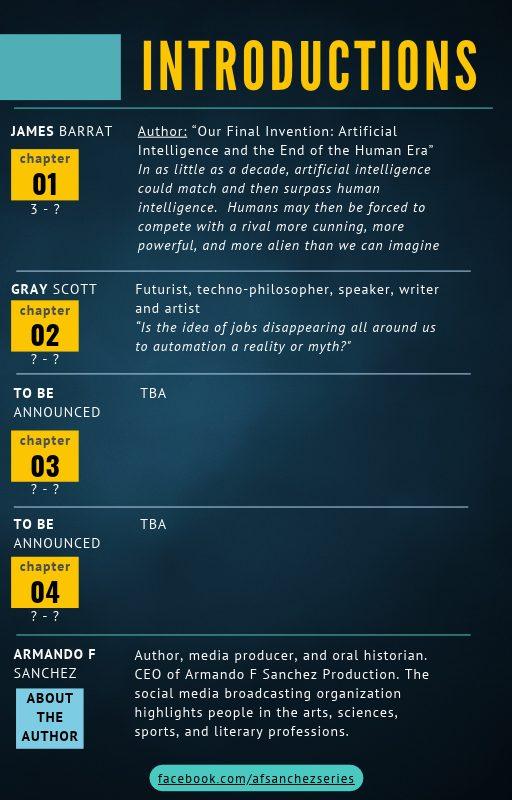 INTRODUCTIONS
JAMES BARRAT
chapter
01
3 - ?
Author: “Our Final Invention: Artificial
Intelligence and the End of the Human Era”
In as little as a decade, artificial intelligence
could match and then surpass human
intelligence.  Humans may then be forced to
compete with a rival more cunning, more
powerful, and more alien than we can imagine
GRAY SCOTT
chapter
02
? - ?
Futurist, techno-philosopher, speaker, writer
and artist
“Is the idea of jobs disappearing all around us
to automation a reality or myth?"
TO BE
ANNOUNCED
chapter
03
? - ?
TBA
TO BE
ANNOUNCED
chapter
04
? - ?
TBA
ARMANDO F
SANCHEZ
ABOUT
THE
AUTHOR
Author, media producer, and oral historian.
CEO of Armando F Sanchez Production. The
social media broadcasting organization
highlights people in the arts, sciences,
sports, and literary professions.
facebook.com/afsanchezseries